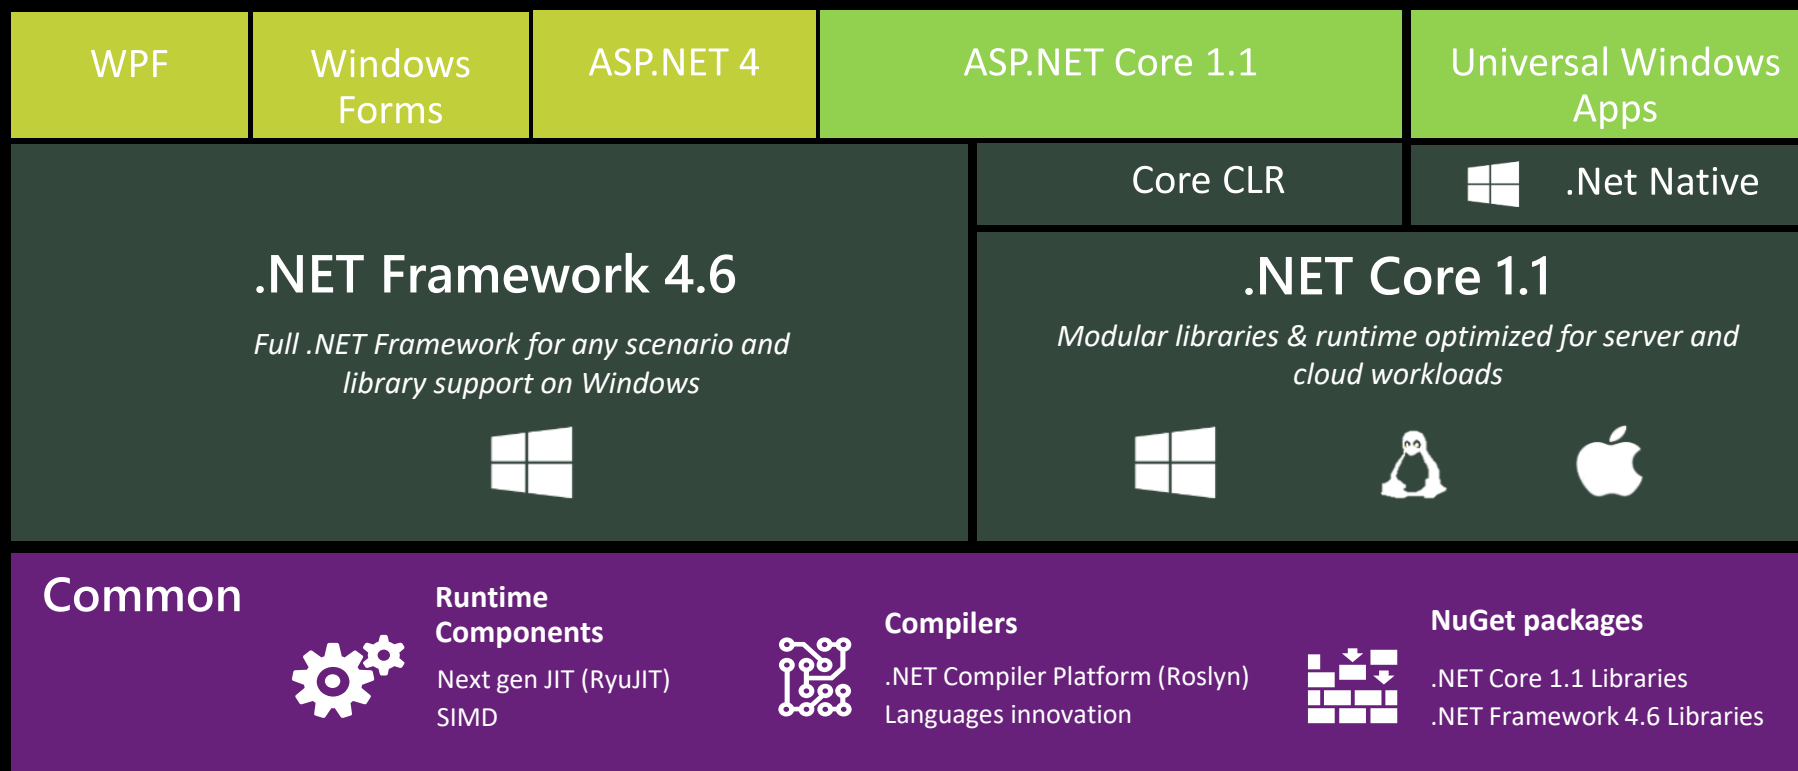 WPF
Windows
Forms
ASP.NET 4
ASP.NET Core 1.1
Universal Windows
Apps
Core CLR
.Net Native
.NET Framework 4.6
Full .NET Framework for any scenario and
library support on Windows
.NET Core 1.1
Modular libraries & runtime optimized for server and
cloud workloads
Common
Runtime
Components
Next gen JIT (RyuJIT)
SIMD
Compilers
.NET Compiler Platform (Roslyn)
Languages innovation
NuGet packages
.NET Core 1.1 Libraries
.NET Framework 4.6 Libraries